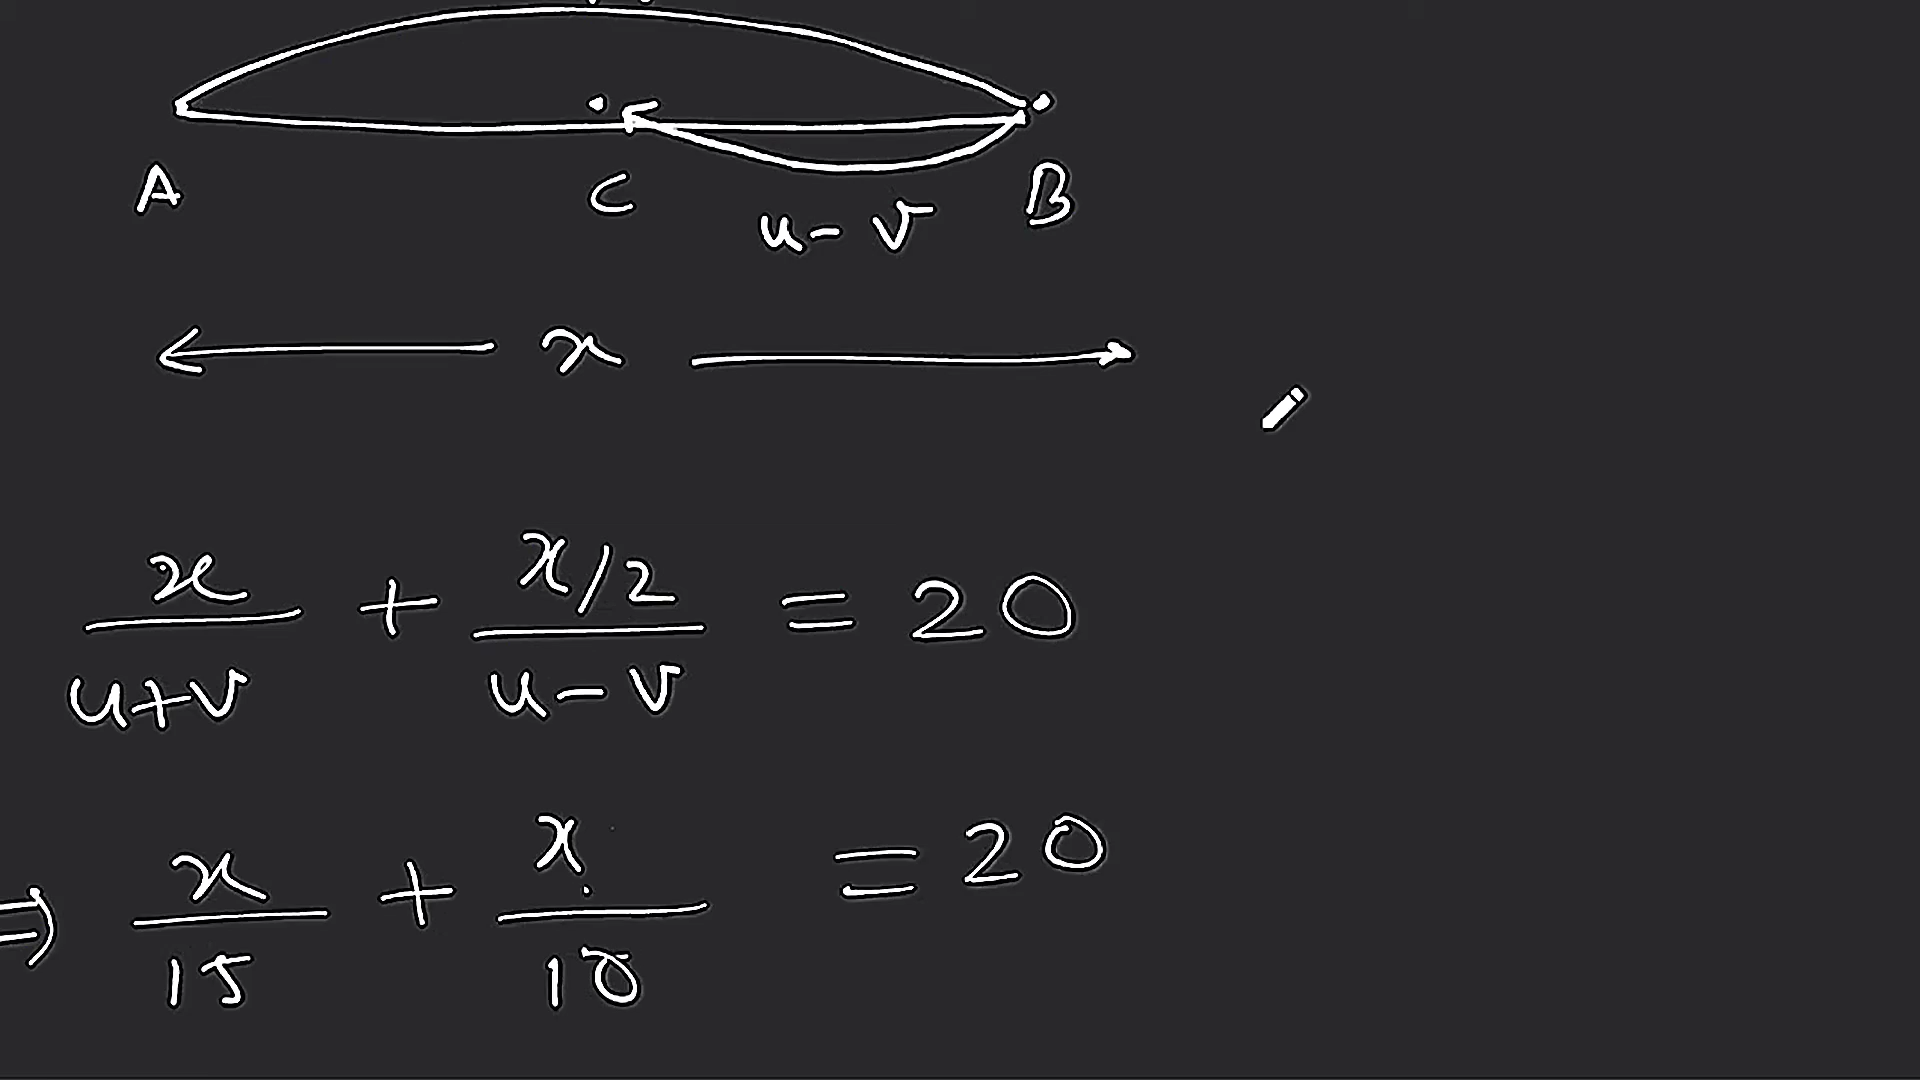 A C B
u - v
x
x/(u+v) + (x/2)/(u-v) = 20
⇒ x/15 + x/10 = 20